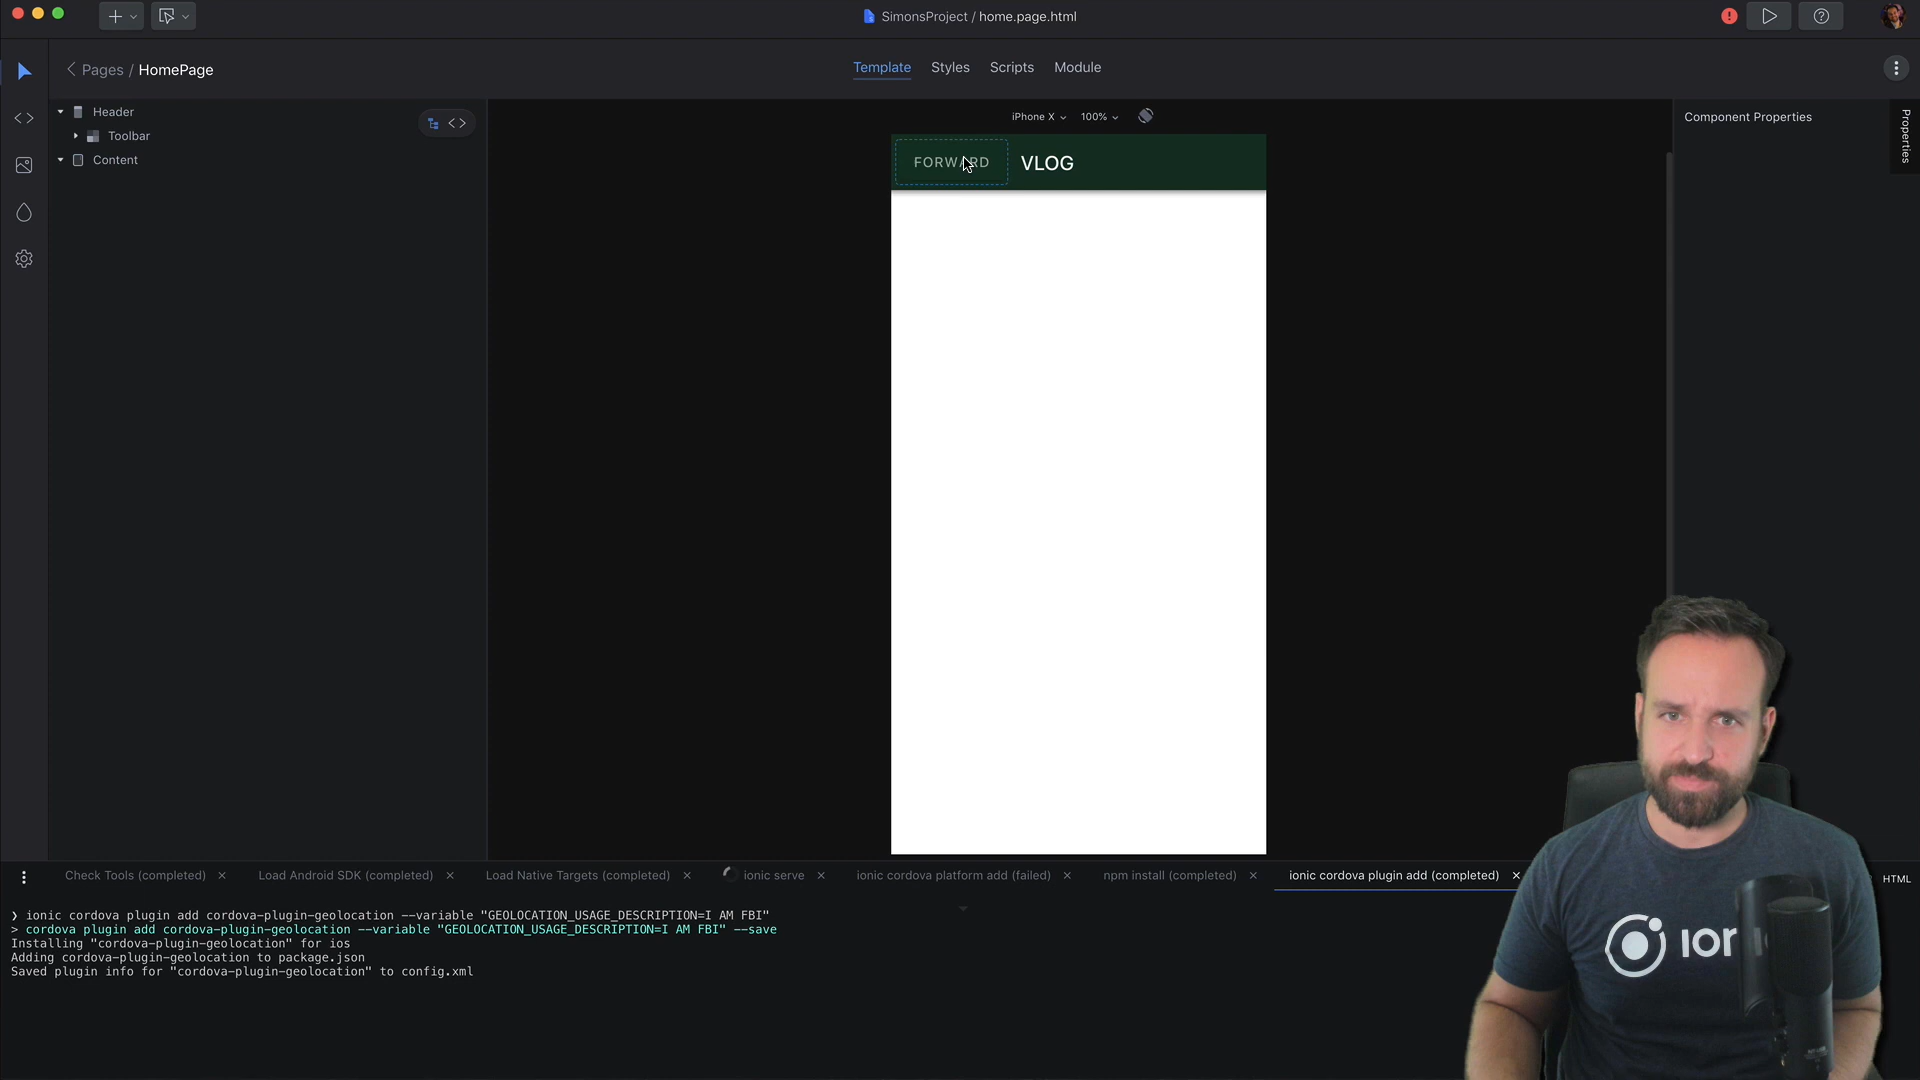 SimonsProject / home.page.html
Pages / HomePage
Template Styles Scripts Module
Header
Toolbar
Content
iPhone X 100%
Component Properties
Properties
FORWARD VLOG
Check Tools (completed) Load Android SDK (completed) Load Native Targets (completed) ionic serve ionic cordova platform add (failed) npm install (completed) ionic cordova plugin add (completed) HTML
❯ ionic cordova plugin add cordova-plugin-geolocation --variable "GEOLOCATION_USAGE_DESCRIPTION=I AM FBI"
> cordova plugin add cordova-plugin-geolocation --variable "GEOLOCATION_USAGE_DESCRIPTION=I AM FBI" --save
Installing "cordova-plugin-geolocation" for ios
Adding cordova-plugin-geolocation to package.json
Saved plugin info for "cordova-plugin-geolocation" to config.xml